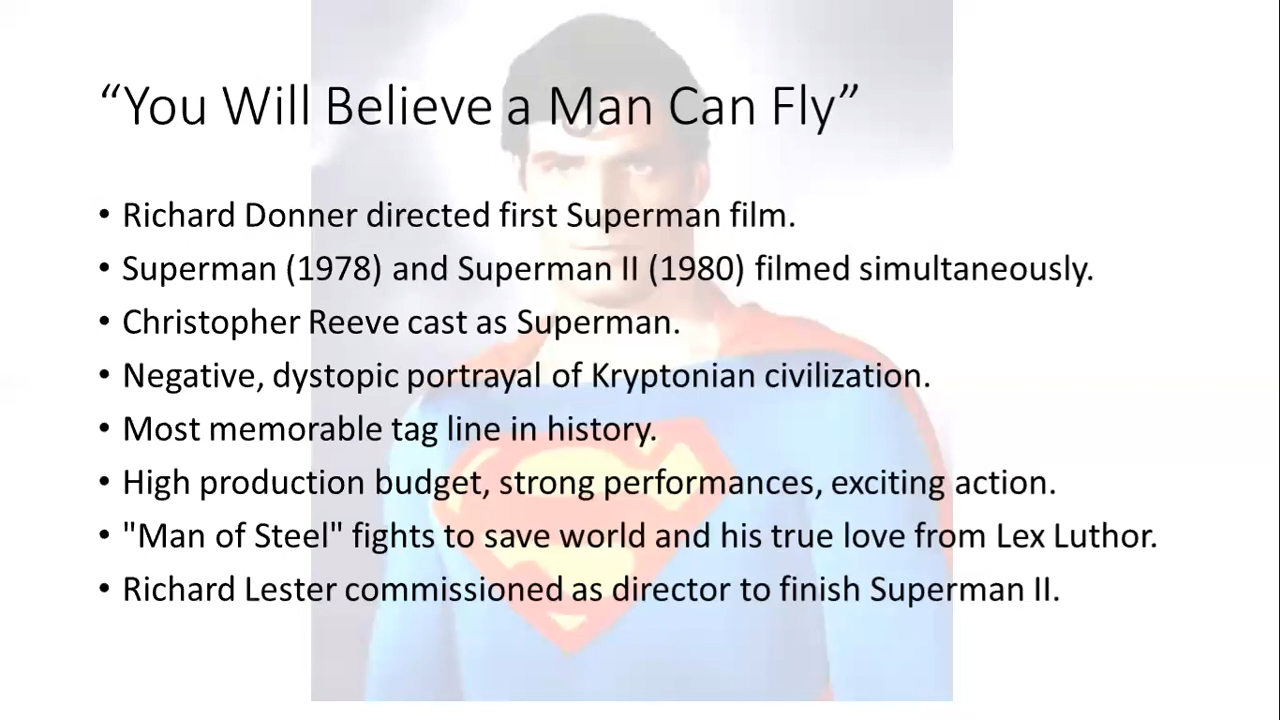 “You Will Believe a Man Can Fly”
• Richard Donner directed first Superman film.
• Superman (1978) and Superman II (1980) filmed simultaneously.
• Christopher Reeve cast as Superman.
• Negative, dystopic portrayal of Kryptonian civilization.
• Most memorable tag line in history.
• High production budget, strong performances, exciting action.
• "Man of Steel" fights to save world and his true love from Lex Luthor.
• Richard Lester commissioned as director to finish Superman II.